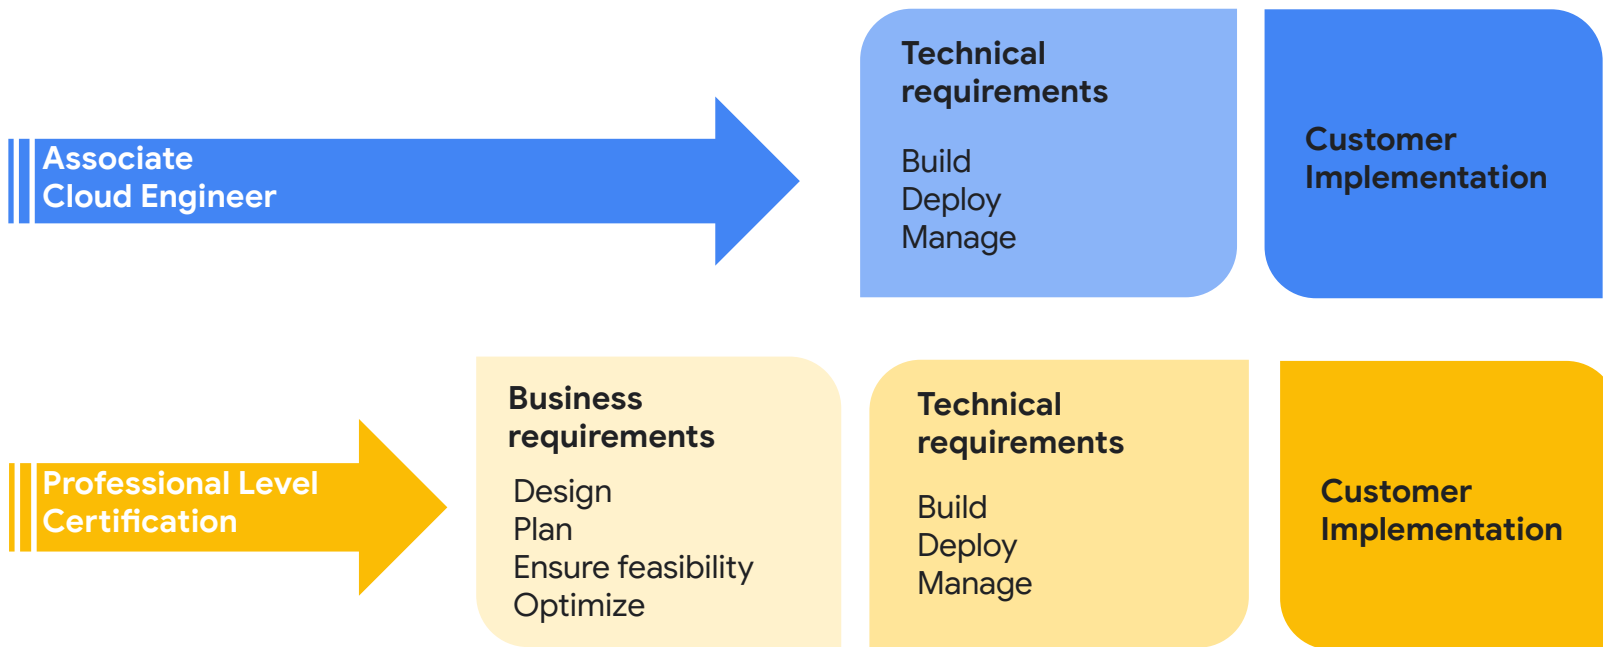 Associate
Cloud Engineer
Technical
requirements
Build
Deploy
Manage
Customer
Implementation
Professional Level
Certification
Business
requirements
Design
Plan
Ensure feasibility
Optimize
Technical
requirements
Build
Deploy
Manage
Customer
Implementation